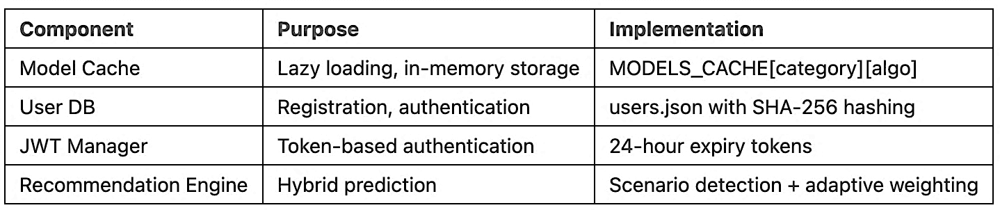 Component Purpose Implementation
Model Cache Lazy loading, in-memory storage MODELS_CACHE[category][algo]
User DB Registration, authentication users.json with SHA-256 hashing
JWT Manager Token-based authentication 24-hour expiry tokens
Recommendation Engine Hybrid prediction Scenario detection + adaptive weighting